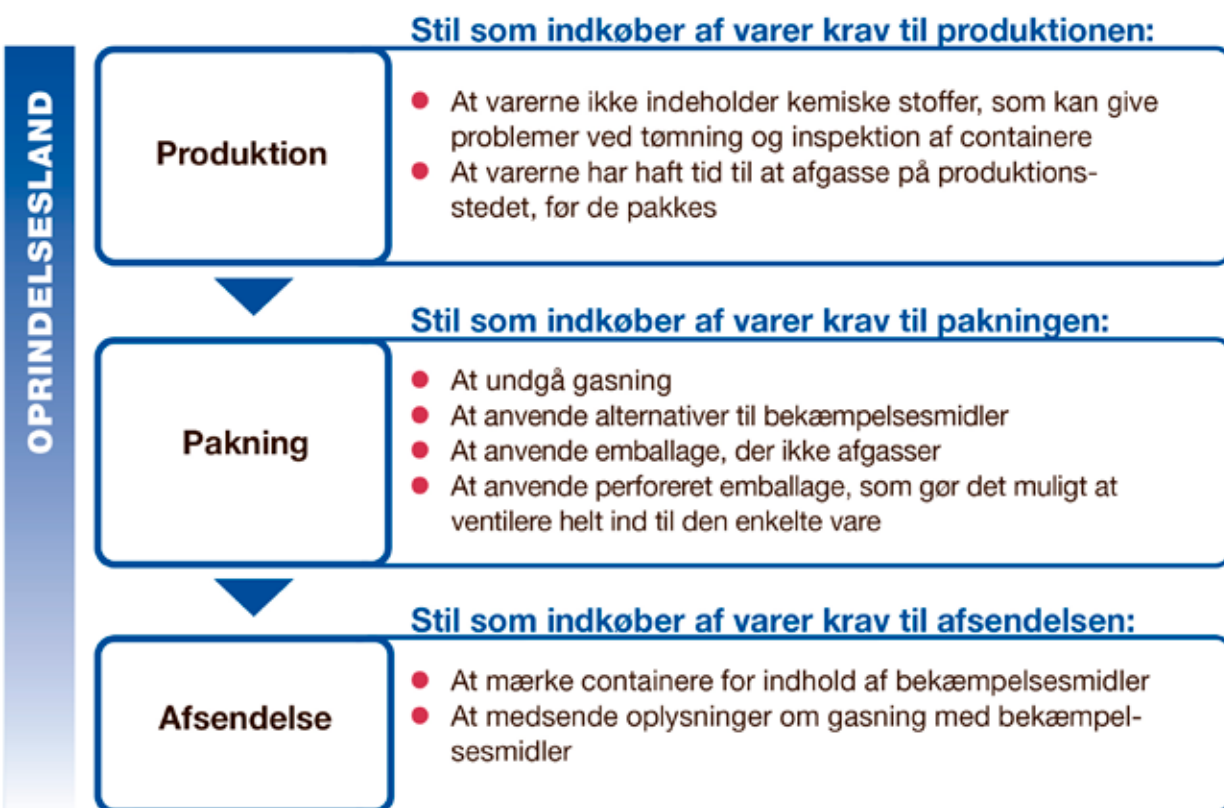 OPRINDELSESLAND
Stil som indkøber af varer krav til produktionen:
Produktion
● At varerne ikke indeholder kemiske stoffer, som kan give
problemer ved tømning og inspektion af containere
● At varerne har haft tid til at afgasse på produktions-
stedet, før de pakkes
Stil som indkøber af varer krav til pakningen:
Pakning
● At undgå gasning
● At anvende alternativer til bekæmpelsesmidler
● At anvende emballage, der ikke afgasser
● At anvende perforeret emballage, som gør det muligt at
ventilere helt ind til den enkelte vare
Stil som indkøber af varer krav til afsendelsen:
Afsendelse
● At mærke containere for indhold af bekæmpelsesmidler
● At medsende oplysninger om gasning med bekæmpel-
sesmidler